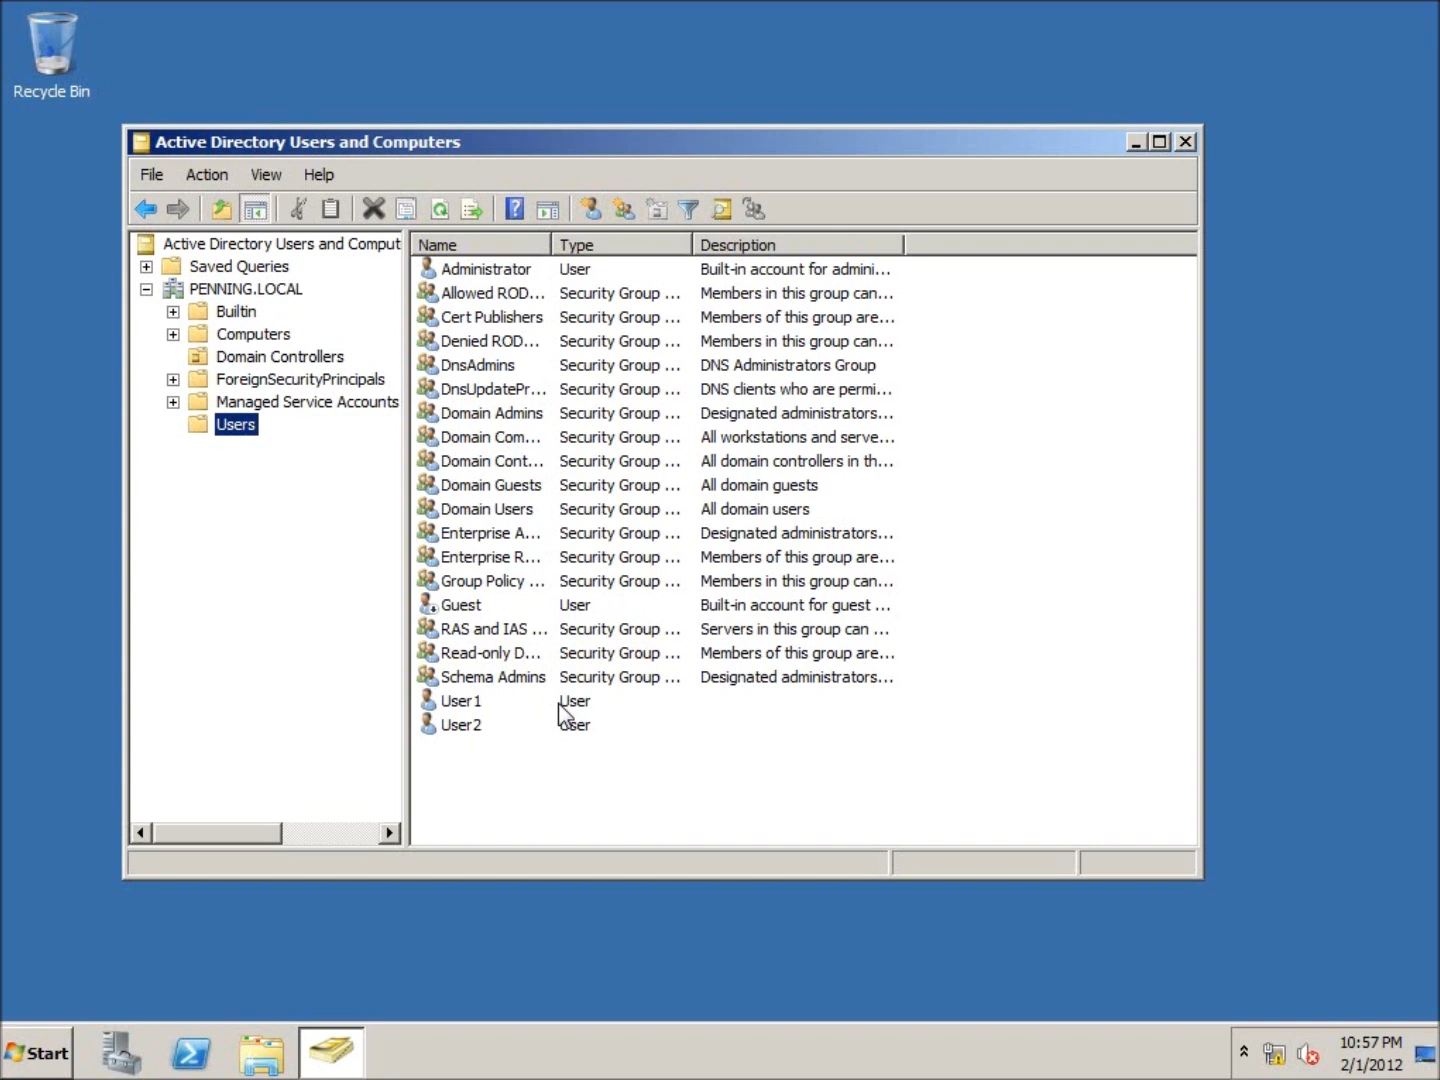 Recycle Bin
Active Directory Users and Computers
File Action View Help
Active Directory Users and Comput
Saved Queries
PENNING.LOCAL
Builtin
Computers
Domain Controllers
ForeignSecurityPrincipals
Managed Service Accounts
Users
Name Type Description
Administrator User Built-in account for admini...
Allowed ROD... Security Group ... Members in this group can...
Cert Publishers Security Group ... Members of this group are...
Denied ROD... Security Group ... Members in this group can...
DnsAdmins Security Group ... DNS Administrators Group
DnsUpdatePr... Security Group ... DNS clients who are permi...
Domain Admins Security Group ... Designated administrators...
Domain Com... Security Group ... All workstations and serve...
Domain Cont... Security Group ... All domain controllers in th...
Domain Guests Security Group ... All domain guests
Domain Users Security Group ... All domain users
Enterprise A... Security Group ... Designated administrators...
Enterprise R... Security Group ... Members of this group are...
Group Policy ... Security Group ... Members in this group can...
Guest User Built-in account for guest ...
RAS and IAS ... Security Group ... Servers in this group can ...
Read-only D... Security Group ... Members of this group are...
Schema Admins Security Group ... Designated administrators...
User1 User
User2 User
Start
10:57 PM
2/1/2012